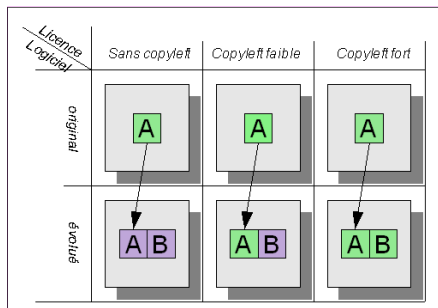 Licence
Logiciel
Sans copyleft
Copyleft faible
Copyleft fort
original
A
A
A
évolué
A B
A B
A B